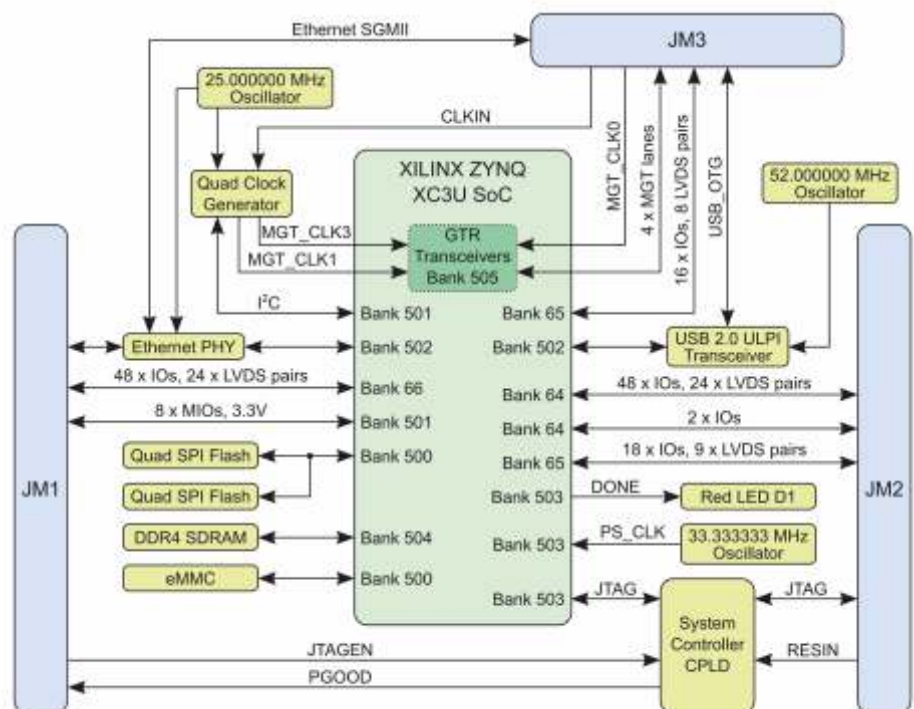 Ethernet SGMII
JM3
25.000000 MHz
Oscillator
CLKIN
MGT_CLK0
4 x MGT lanes
16 x IOs, 8 LVDS pairs
USB_OTG
XILINX ZYNQ
XC3U SoC
52.000000 MHz
Oscillator
Quad Clock
Generator
MGT_CLK3
MGT_CLK1
GTR
Transceivers
Bank 505
I²C
Bank 501
Bank 65
Ethernet PHY
Bank 502
Bank 502
USB 2.0 ULPI
Transceiver
48 x IOs, 24 x LVDS pairs
Bank 66
Bank 64
48 x IOs, 24 x LVDS pairs
8 x MIOs, 3.3V
Bank 501
Bank 64
2 x IOs
Quad SPI Flash
Bank 500
Bank 65
18 x IOs, 9 x LVDS pairs
JM1
Quad SPI Flash
Bank 503
DONE
Red LED D1
JM2
DDR4 SDRAM
Bank 504
Bank 503
PS_CLK
33.333333 MHz
Oscillator
eMMC
Bank 500
Bank 503
JTAG
System
Controller
CPLD
JTAG
JTAGEN
RESIN
PGOOD